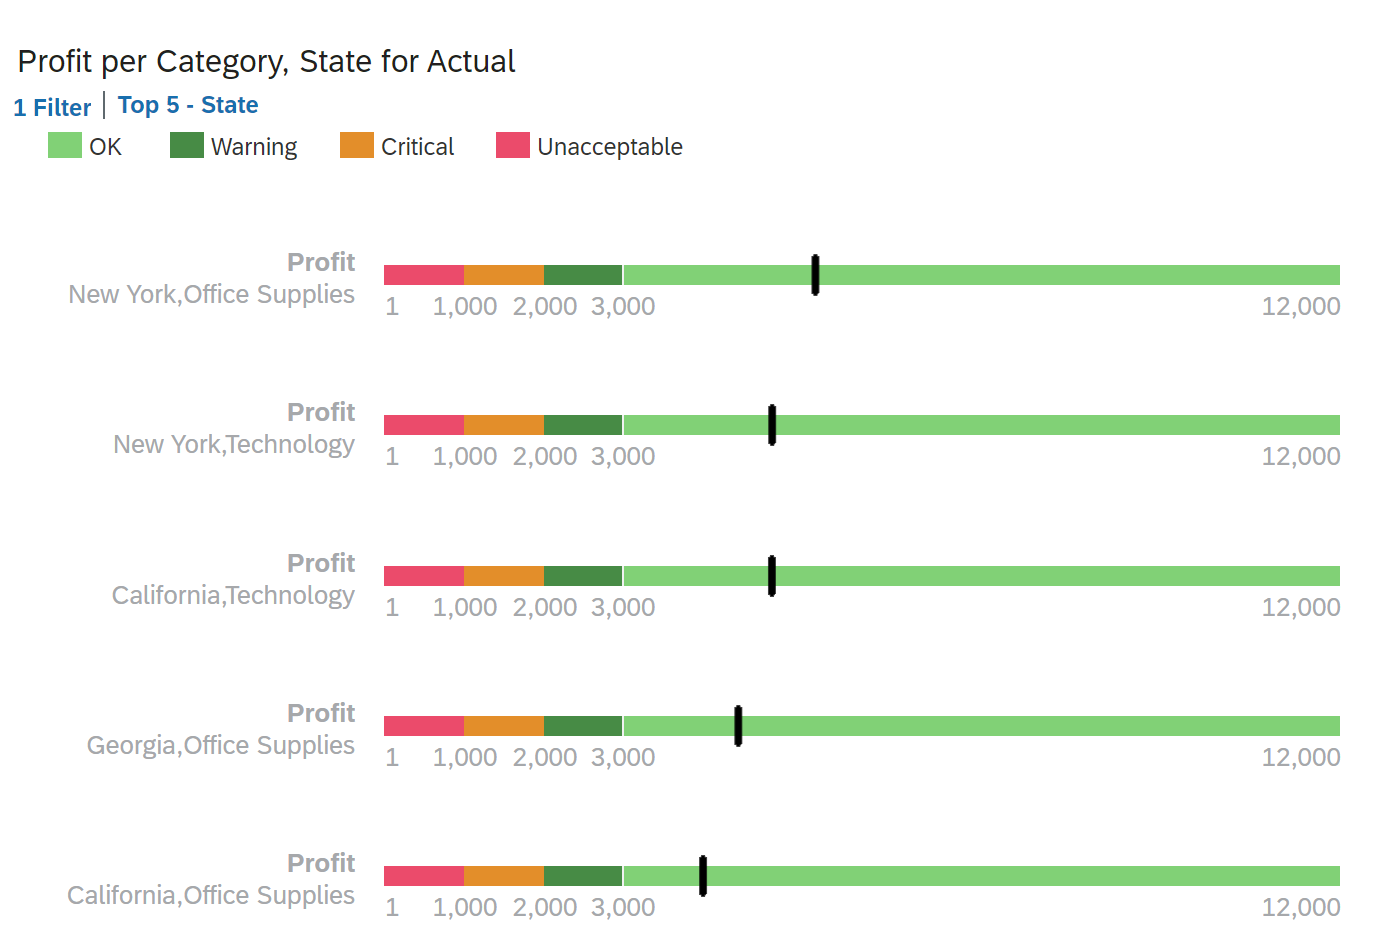 Profit per Category, State for Actual
1 Filter | Top 5 - State
OK Warning Critical Unacceptable
Profit
New York,Office Supplies
1 1,000 2,000 3,000 12,000
Profit
New York,Technology
1 1,000 2,000 3,000 12,000
Profit
California,Technology
1 1,000 2,000 3,000 12,000
Profit
Georgia,Office Supplies
1 1,000 2,000 3,000 12,000
Profit
California,Office Supplies
1 1,000 2,000 3,000 12,000